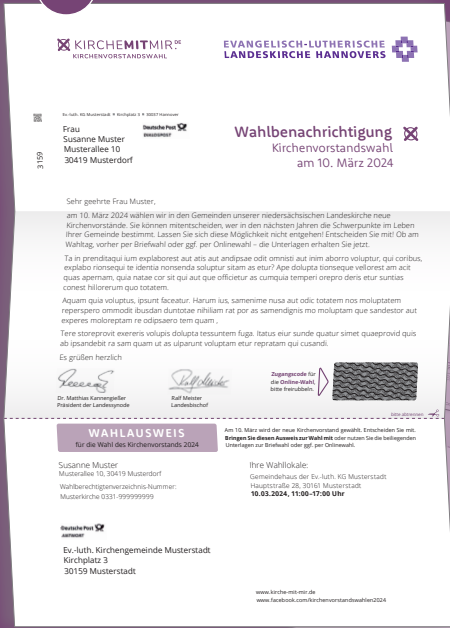 KIRCHEMITMIR.DE
KIRCHENVORSTANDSWAHL
EVANGELISCH-LUTHERISCHE
LANDESKIRCHE HANNOVERS
Ev.-luth. KG Musterstadt • Kirchplatz 3 • 30031 Hannover
Frau
Susanne Muster
Musterallee 10
30419 Musterdorf
Deutsche Post
DIALOGPOST
3159
Wahlbenachrichtigung
Kirchenvorstandswahl
am 10. März 2024
Sehr geehrte Frau Muster,
am 10. März 2024 wählen wir in den Gemeinden unserer niedersächsischen Landeskirche neue
Kirchenvorstände. Sie können mitentscheiden, wer in den nächsten Jahren die Schwerpunkte im Leben
Ihrer Gemeinde bestimmt. Lassen Sie sich diese Möglichkeit nicht entgehen! Entscheiden Sie mit! Ob am
Wahltag, vorher per Briefwahl oder ggf. per Onlinewahl – die Unterlagen erhalten Sie jetzt.
Ta in prenditiui ium explaborest aut atis aut andipsae odit omnisti aut inim aborro volutur, qui coribus,
explabo rionsequi te identia nonsenda soluptur sitam as etur? Ape dolupta tionseque vellorest am acit
quas aperum, quia natae cor sit qui aut que officietur as cumquia temperi orepro deris etur suntias
conest hillorerum quo totatem.
Aquam quia voluptus, ipsunt faceatur. Harum ius, samenime nusa aut odic totatem nos moluptatem
reperspero ommodit ibusdan duntotae nihiliam rat por as samendignis mo moluptam que sandestor aut
experes moloreptam re odipsaero tem quam ,
Tere storeprovit exereris volupis dolupta tessuntem fuga. Itatus eiur sunde quatur simet quaeprovid quis
ab ipsandebit ra sam quam ut as ulparunt voluptam etur repratam qui cusandi.
Es grüßen herzlich
Dr. Matthias Kannengießer
Präsident der Landessynode
Ralf Meister
Landesbischof
Zugangscode für
die Online-Wahl,
bitte freirubbeln.
bitte abtrennen
WAHLAUSWEIS
für die Wahl des Kirchenvorstands 2024
Am 10. März wird der neue Kirchenvorstand gewählt. Entscheiden Sie mit.
Bringen Sie diesen Ausweis zur Wahl mit oder nutzen Sie die beiliegenden
Unterlagen zur Briefwahl oder ggf. per Onlinewahl.
Susanne Muster
Musterallee 10, 30419 Musterdorf
Wahlberechtigtenverzeichnis-Nummer:
Musterkirche 0331-999999999
Ihre Wahllokale:
Gemeindehaus der Ev.-luth. KG Musterstadt
Hauptstraße 28, 30161 Musterstadt
10.03.2024, 11:00–17:00 Uhr
Deutsche Post
ANTWORT
Ev.-luth. Kirchengemeinde Musterstadt
Kirchplatz 3
30159 Musterstadt
www.kirche-mit-mir.de
www.facebook.com/kirchenvorstandswahlen2024